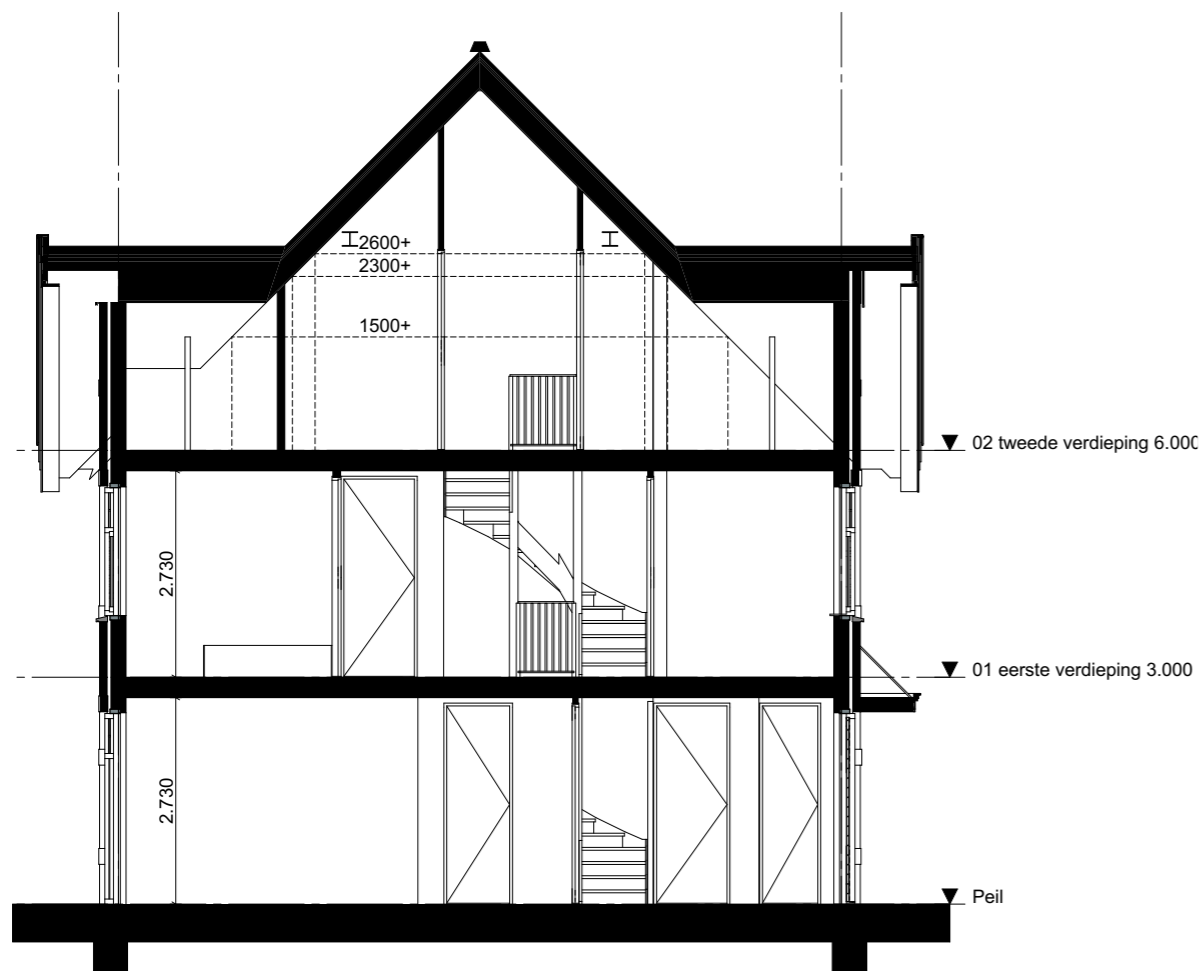 2600+
2300+
1500+
02 tweede verdieping 6.000
2.730
01 eerste verdieping 3.000
2.730
Peil